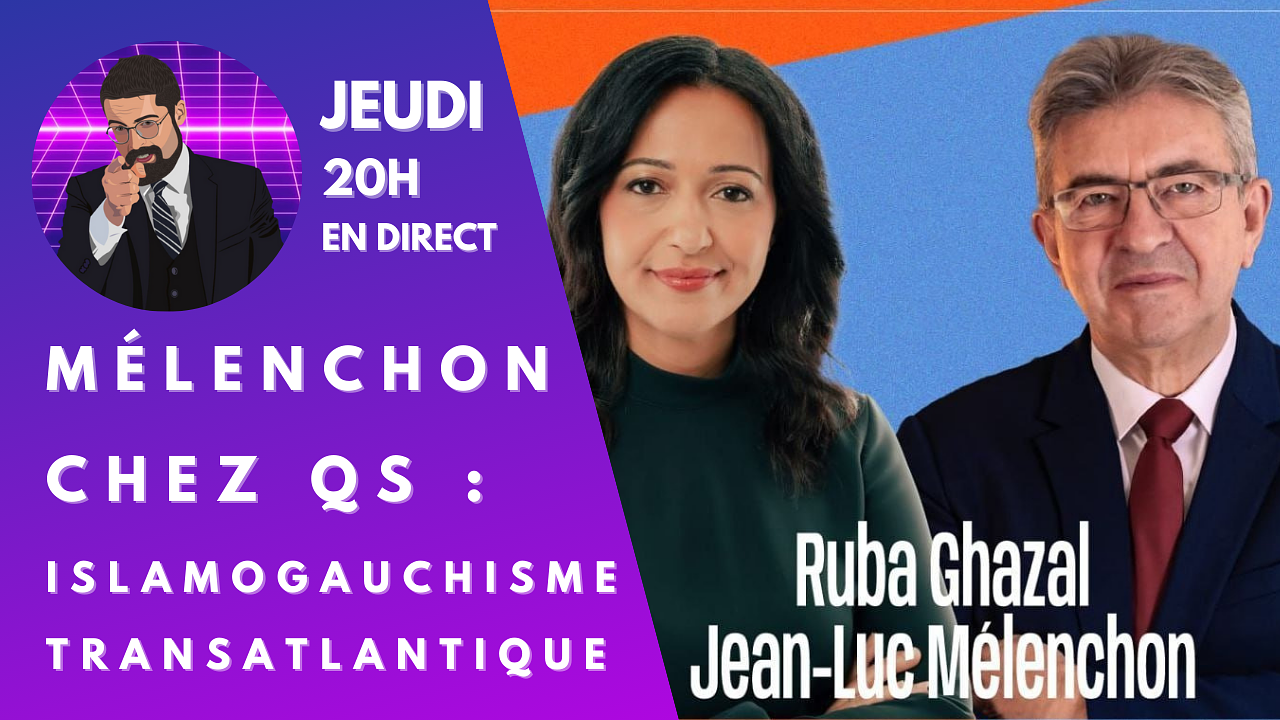 JEUDI
20H
EN DIRECT
MÉLENCHON
CHEZ QS :
ISLAMOGAUCHISME
TRANSATLANTIQUE
Ruba Ghazal
Jean-Luc Mélenchon